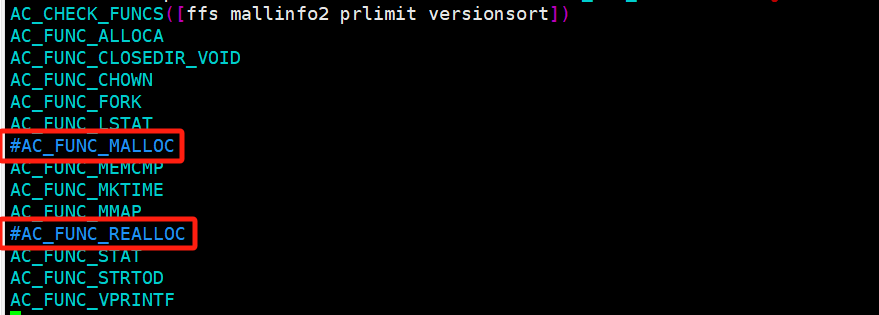 AC_CHECK_FUNCS([ffs mallinfo2 prlimit versionsort])
AC_FUNC_ALLOCA
AC_FUNC_CLOSEDIR_VOID
AC_FUNC_CHOWN
AC_FUNC_FORK
AC_FUNC_LSTAT
#AC_FUNC_MALLOC
AC_FUNC_MEMCMP
AC_FUNC_MKTIME
AC_FUNC_MMAP
#AC_FUNC_REALLOC
AC_FUNC_STAT
AC_FUNC_STRTOD
AC_FUNC_VPRINTF